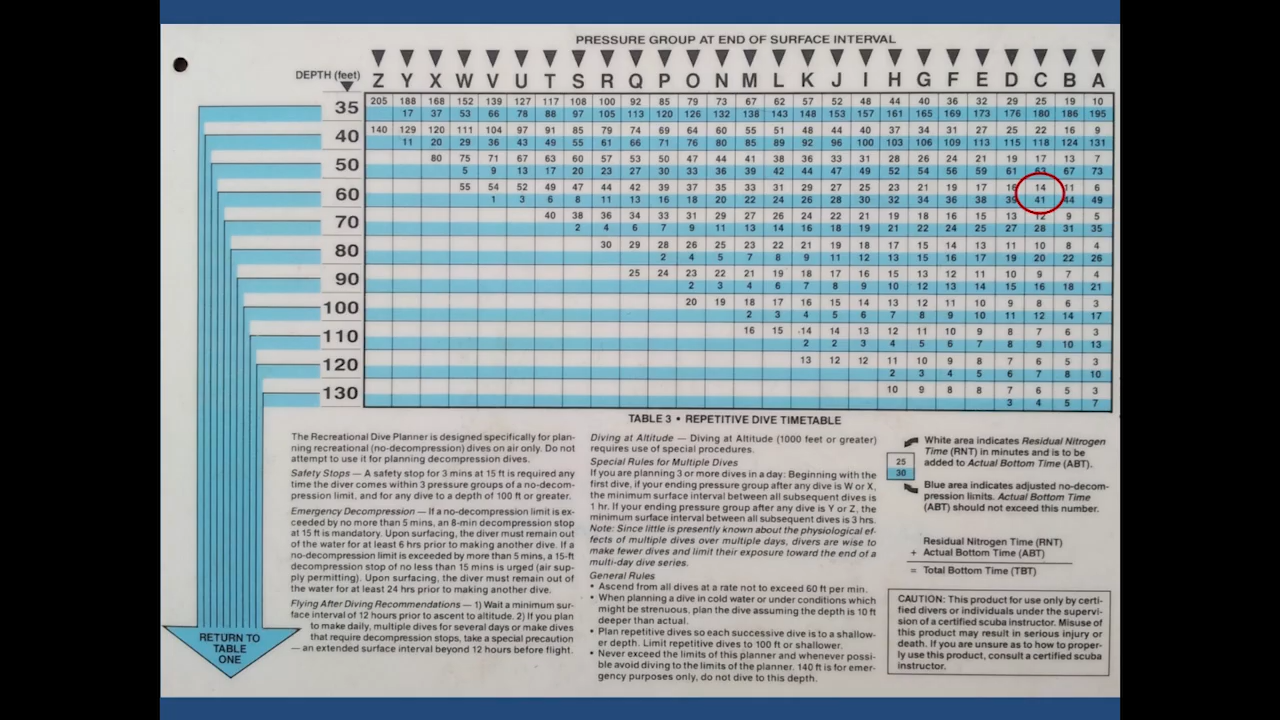 PRESSURE GROUP AT END OF SURFACE INTERVAL
DEPTH (feet) Z Y X W V U T S R Q P O N M L K J I H G F E D C B A
35 205 188 168 152 139 127 117 108 100 92 85 79 73 67 62 57 52 48 44 40 36 32 29 25 19 10
17 37 53 66 78 88 97 105 113 120 126 132 138 143 148 153 157 161 165 169 173 176 180 186 195
40 140 129 120 111 104 97 91 85 79 74 69 64 60 55 51 48 44 40 37 34 31 27 25 22 16 9
11 20 29 36 43 49 55 61 66 71 76 80 85 89 92 96 100 103 106 109 113 115 118 124 131
50 80 75 71 67 63 60 57 53 50 47 44 41 38 36 33 31 28 26 24 21 19 17 13 7
5 9 13 17 20 23 27 30 33 36 39 42 44 47 49 52 54 56 59 61 63 67 73
60 55 54 52 49 47 44 42 39 37 35 33 31 29 27 25 23 21 19 17 16 14 11 6
1 3 6 8 11 13 16 18 20 22 24 26 28 30 32 34 36 38 39 41 44 49
70 40 38 36 34 33 31 29 27 26 24 22 21 19 18 16 15 13 12 9 5
2 4 6 7 9 11 13 14 16 18 19 21 22 24 25 27 28 31 35
80 30 29 28 26 25 23 22 21 19 18 17 15 14 13 11 10 8 4
2 4 5 7 8 9 11 12 13 15 16 17 19 20 22 26
90 25 24 23 22 21 19 18 17 16 15 13 12 11 10 9 7 4
2 3 4 6 7 8 9 10 12 13 14 15 16 18 21
100 20 19 18 17 16 15 14 13 12 11 10 9 8 6 3
2 3 4 5 6 7 8 9 10 11 12 14 17
110 16 15 14 14 13 12 11 10 9 8 7 6 3
2 2 3 4 5 6 7 8 9 10 13
120 13 12 12 11 10 9 8 7 6 5 3
2 3 4 5 6 7 8 10
130 10 9 8 8 7 6 5 3
3 4 5 7
TABLE 3 • REPETITIVE DIVE TIMETABLE
The Recreational Dive Planner is designed specifically for plan-
ning recreational (no-decompression) dives on air only. Do not
attempt to use it for planning decompression dives.
Safety Stops — A safety stop for 3 mins at 15 ft is required any
time the diver comes within 3 pressure groups of a no-decom-
pression limit, and for any dive to a depth of 100 ft or greater.
Emergency Decompression — If a no-decompression limit is ex-
ceeded by no more than 5 mins, an 8-min decompression stop
at 15 ft is mandatory. Upon surfacing, the diver must remain out
of the water for at least 6 hrs prior to making another dive. If a
no-decompression limit is exceeded by more than 5 mins, a 15-ft
decompression stop of no less than 15 mins is urged (air sup-
ply permitting). Upon surfacing, the diver must remain out of
the water for at least 24 hrs prior to making another dive.
Flying After Diving Recommendations — 1) Wait a minimum sur-
face interval of 12 hours prior to ascent to altitude. 2) If you plan
to make daily, multiple dives for several days or make dives
that require decompression stops, take a special precaution
— an extended surface interval beyond 12 hours before flight.
RETURN TO
TABLE
ONE
Diving at Altitude — Diving at Altitude (1000 feet or greater)
requires use of special procedures.
Special Rules for Multiple Dives
If you are planning 3 or more dives in a day: Beginning with the
first dive, if your ending pressure group after any dive is W or X,
the minimum surface interval between all subsequent dives is
1 hr. If your ending pressure group after any dive is Y or Z, the
minimum surface interval between all subsequent dives is 3 hrs.
Note: Since little is presently known about the physiological ef-
fects of multiple dives over multiple days, divers are wise to
make fewer dives and limit their exposure toward the end of a
multi-day dive series.
General Rules
• Ascend from all dives at a rate not to exceed 60 ft per min.
• When planning a dive in cold water or under conditions which
might be strenuous, plan the dive assuming the depth is 10 ft
deeper than actual.
• Plan repetitive dives so each successive dive is to a shallow-
er depth. Limit repetitive dives to 100 ft or shallower.
• Never exceed the limits of this planner and whenever possi-
ble avoid diving to the limits of the planner. 140 ft is for emer-
gency purposes only, do not dive to this depth.
25
30
White area indicates Residual Nitrogen
Time (RNT) in minutes and is to be
added to Actual Bottom Time (ABT).
Blue area indicates adjusted no-decom-
pression limits. Actual Bottom Time
(ABT) should not exceed this number.
Residual Nitrogen Time (RNT)
+ Actual Bottom Time (ABT)
= Total Bottom Time (TBT)
CAUTION: This product for use only by certi-
fied divers or individuals under the supervi-
sion of a certified scuba instructor. Misuse of
this product may result in serious injury or
death. If you are unsure as to how to proper-
ly use this product, consult a certified scuba
instructor.